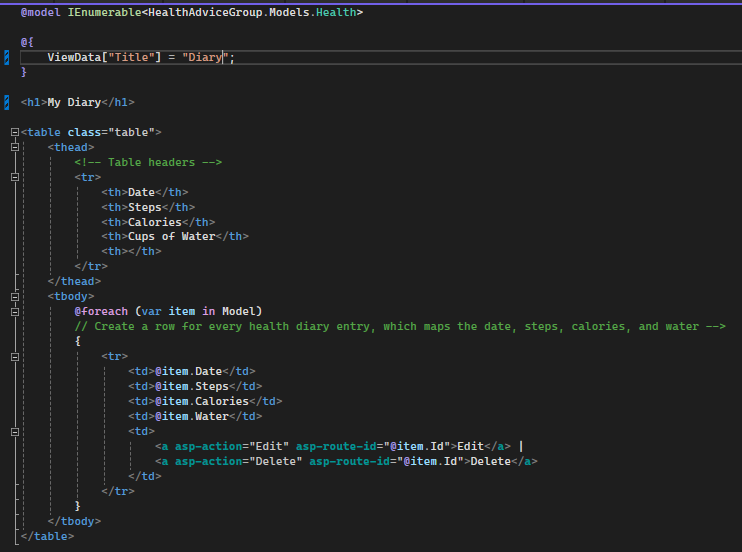 @model IEnumerable<HealthAdviceGroup.Models.Health>
@{
ViewData["Title"] = "Diary";
}
<h1>My Diary</h1>
<table class="table">
<thead>
<!-- Table headers -->
<tr>
<th>Date</th>
<th>Steps</th>
<th>Calories</th>
<th>Cups of Water</th>
<th></th>
</tr>
</thead>
<tbody>
@foreach (var item in Model)
// Create a row for every health diary entry, which maps the date, steps, calories, and water -->
{
<tr>
<td>@item.Date</td>
<td>@item.Steps</td>
<td>@item.Calories</td>
<td>@item.Water</td>
<td>
<a asp-action="Edit" asp-route-id="@item.Id">Edit</a> |
<a asp-action="Delete" asp-route-id="@item.Id">Delete</a>
</td>
</tr>
}
</tbody>
</table>